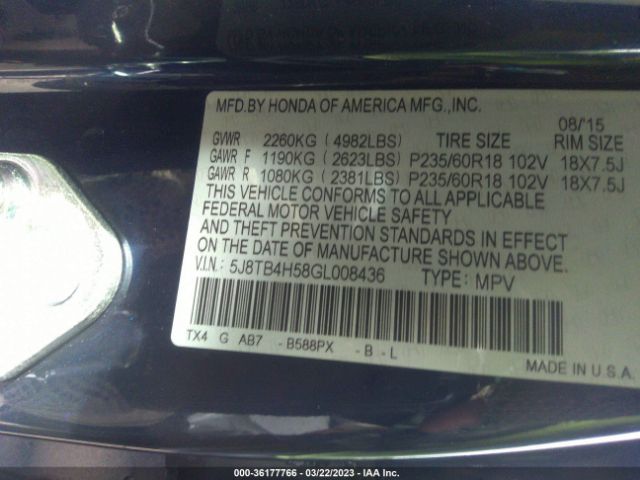 MFD.BY HONDA OF AMERICA MFG.,INC.
08/'15
GVWR 2260KG ( 4982LBS) TIRE SIZE RIM SIZE
GAWR F 1190KG ( 2623LBS) P235/60R18 102V 18X7.5J
GAWR R 1080KG ( 2381LBS) P235/60R18 102V 18X7.5J
THIS VEHICLE CONFORMS TO ALL APPLICABLE
FEDERAL MOTOR VEHICLE SAFETY
AND THEFT PREVENTION STANDARDS IN EFFECT
ON THE DATE OF MANUFACTURE SHOWN ABOVE.
V.I.N.: 5J8TB4H58GL008436 TYPE: MPV
TX4 G AB7 - B588PX - B - L
MADE IN U.S.A.
000-36177766 - 03/22/2023 - IAA Inc.